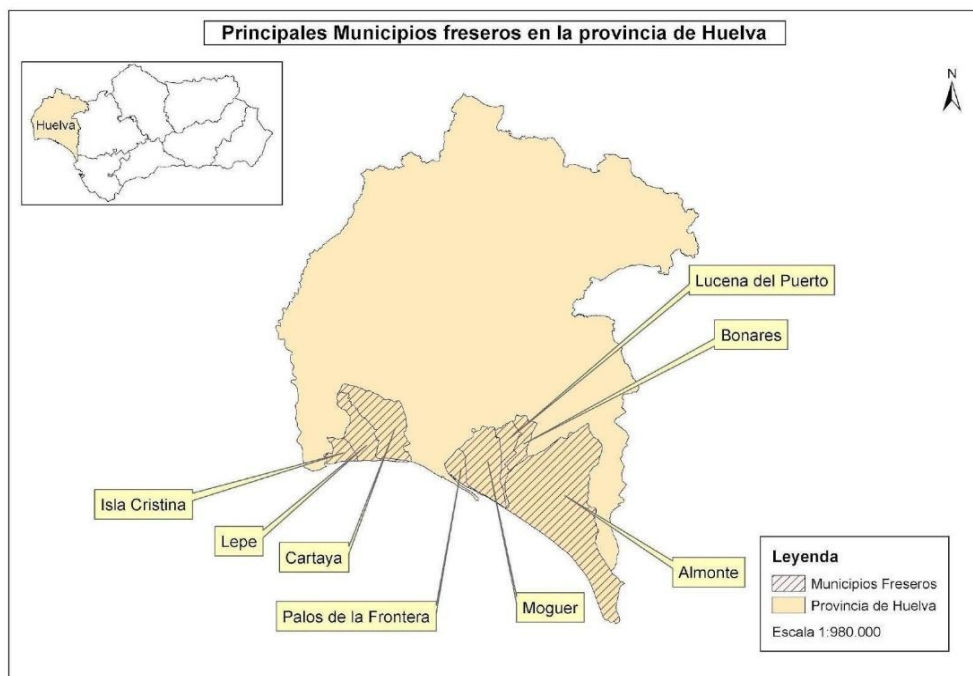 Principales Municipios freseros en la provincia de Huelva
Huelva
N
Lucena del Puerto
Bonares
Isla Cristina
Lepe
Cartaya
Palos de la Frontera
Moguer
Almonte
Leyenda
Municipios Freseros
Provincia de Huelva
Escala 1:980.000